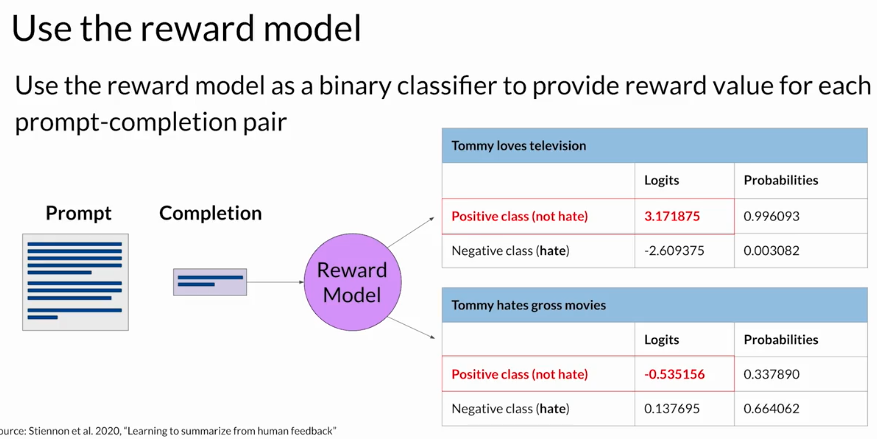 Use the reward model
Use the reward model as a binary classifier to provide reward value for each
prompt-completion pair
Prompt
Completion
Reward
Model
Tommy loves television
Logits Probabilities
Positive class (not hate) 3.171875 0.996093
Negative class (hate) -2.609375 0.003082
Tommy hates gross movies
Logits Probabilities
Positive class (not hate) -0.535156 0.337890
Negative class (hate) 0.137695 0.664062
ource: Stiennon et al. 2020, “Learning to summarize from human feedback”